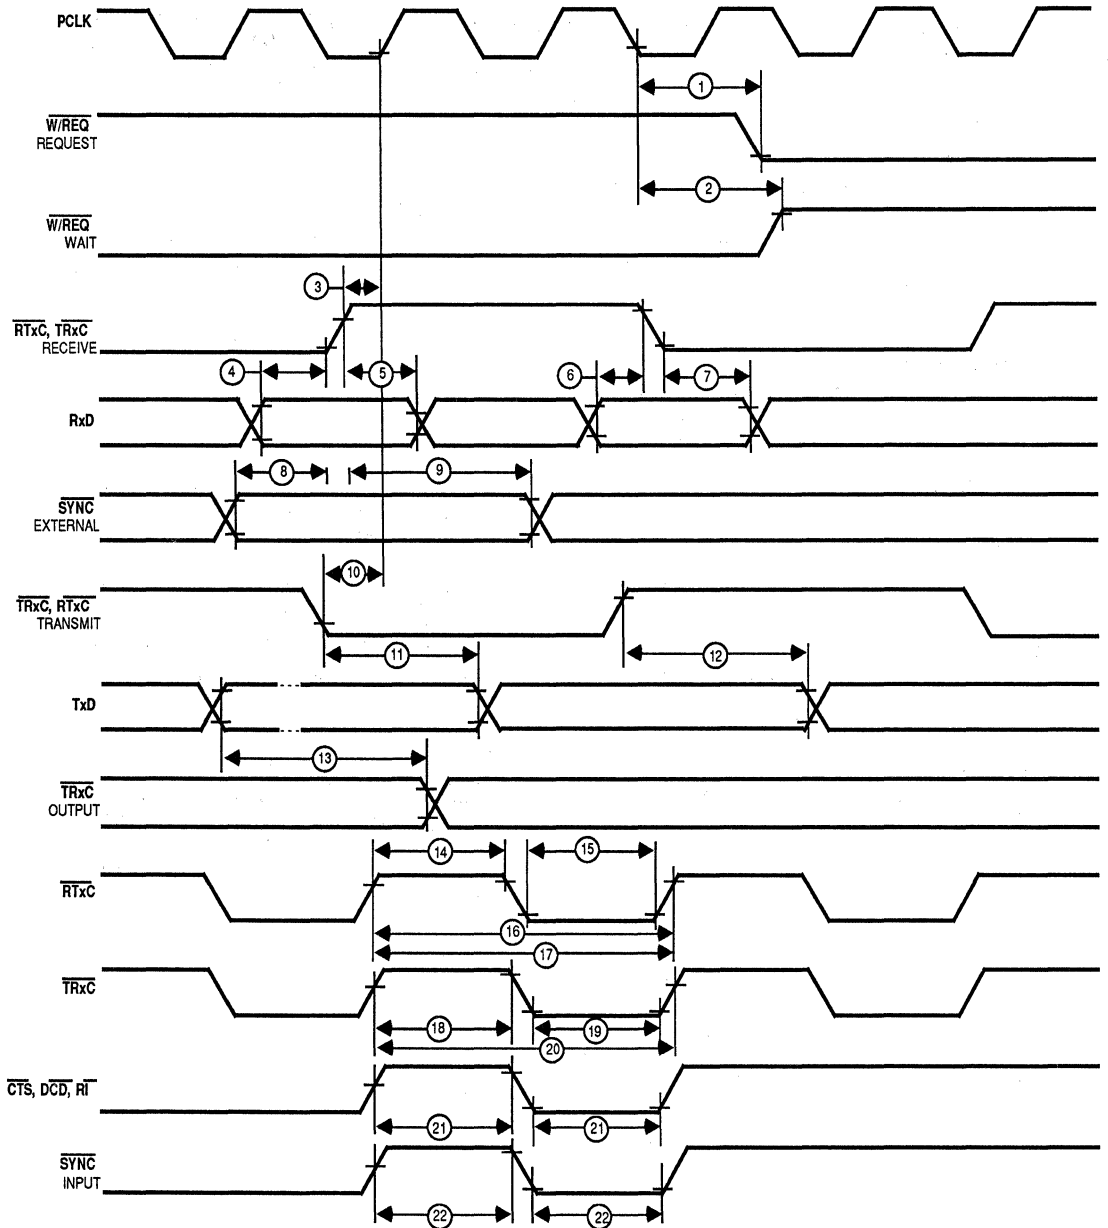 PCLK
1
W/REQ
REQUEST
2
W/REQ
WAIT
3
RTxC, TRxC
RECEIVE
4
5
6
7
RxD
8
9
SYNC
EXTERNAL
10
TRxC, RTxC
TRANSMIT
11
12
TxD
13
TRxC
OUTPUT
14
15
RTxC
16
17
TRxC
18
19
20
CTS, DCD, RI
21
21
SYNC
INPUT
22
22